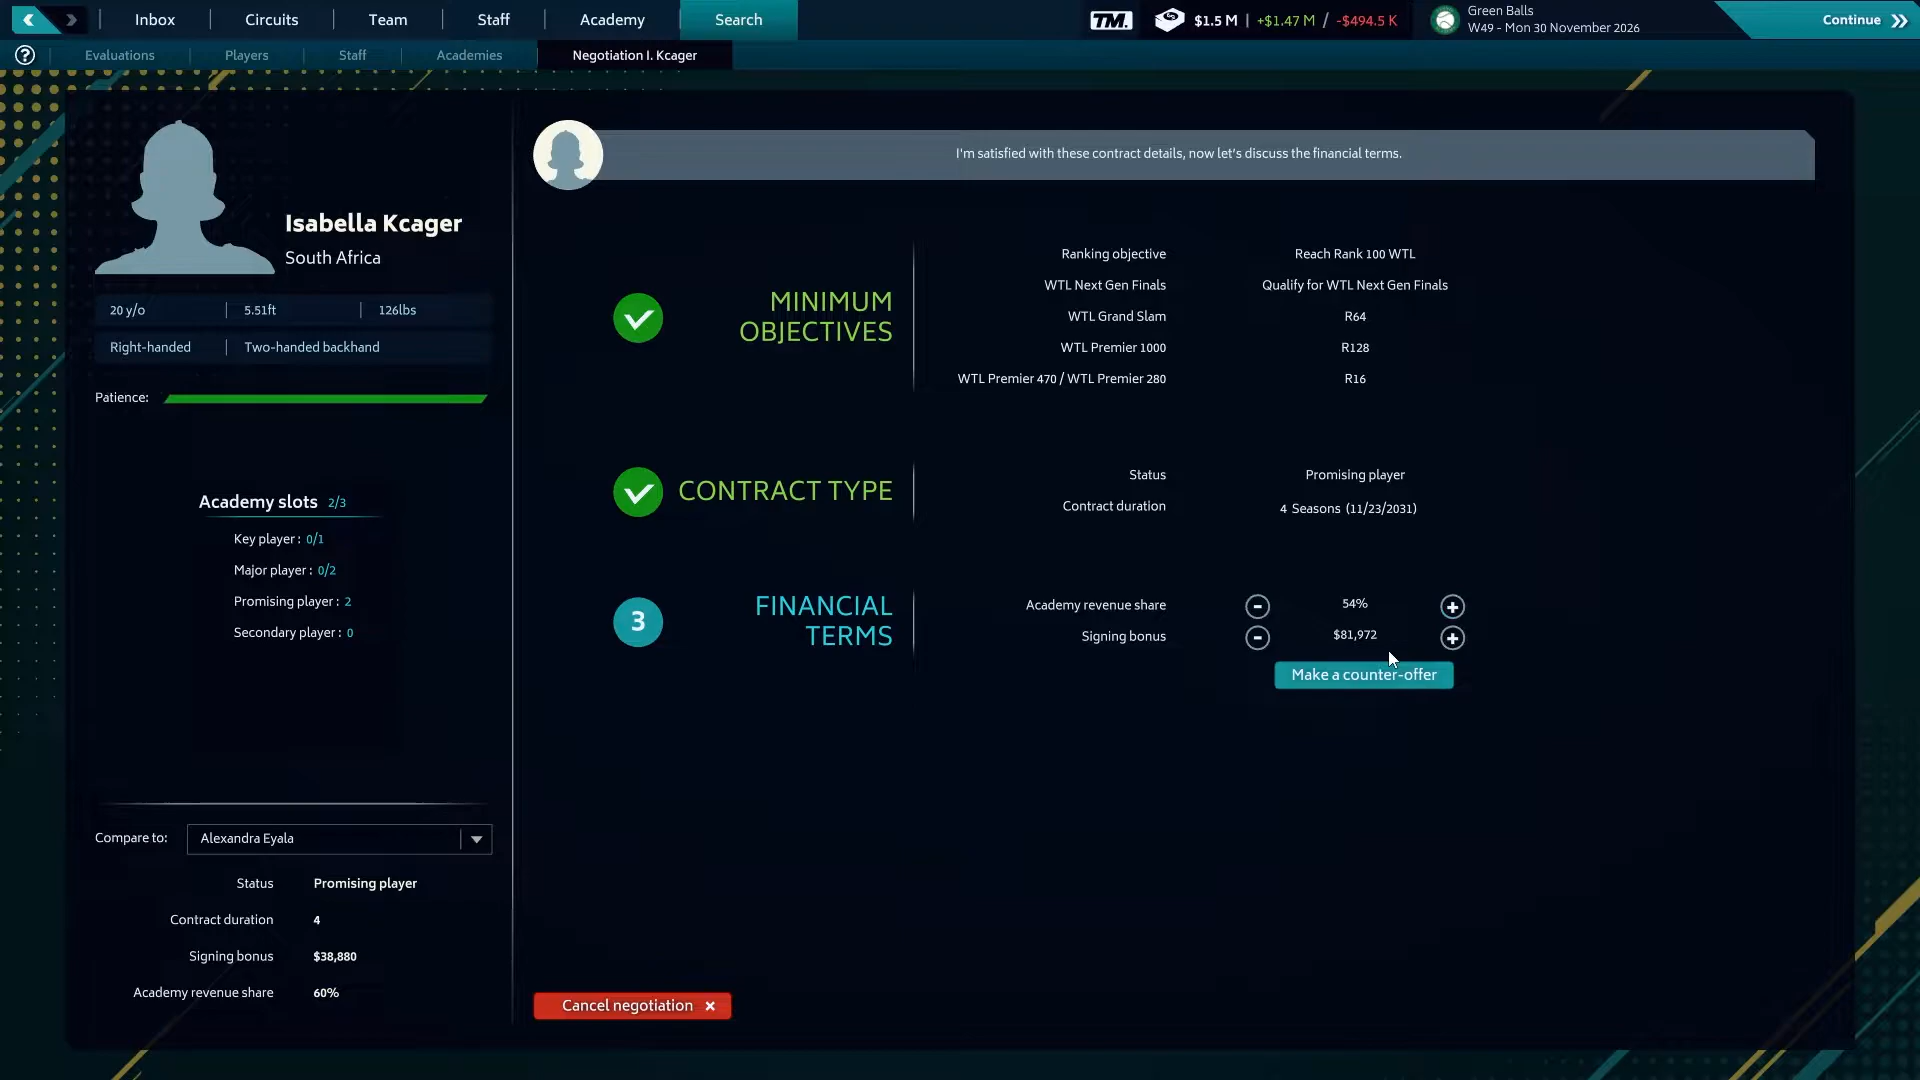 Inbox
Circuits
Team
Staff
Academy
Search
TM.
$1.5 M | +$1.47 M / -$494.5 K
Green Balls
W49 - Mon 30 November 2026
Continue
?
Evaluations
Players
Staff
Academies
Negotiation I. Kcager
I'm satisfied with these contract details, now let's discuss the financial terms.
Isabella Kcager
South Africa
20 y/o
5.51ft
126lbs
Right-handed
Two-handed backhand
Patience:
Academy slots 2/3
Key player : 0/1
Major player : 0/2
Promising player : 2
Secondary player : 0
Compare to:
Alexandra Eyala
Status Promising player
Contract duration 4
Signing bonus $38,880
Academy revenue share 60%
MINIMUM
OBJECTIVES
Ranking objective Reach Rank 100 WTL
WTL Next Gen Finals Qualify for WTL Next Gen Finals
WTL Grand Slam R64
WTL Premier 1000 R128
WTL Premier 470 / WTL Premier 280 R16
CONTRACT TYPE
Status Promising player
Contract duration 4 Seasons (11/23/2031)
3
FINANCIAL
TERMS
Academy revenue share - 54% +
Signing bonus - $81,972 +
Make a counter-offer
Cancel negotiation ×